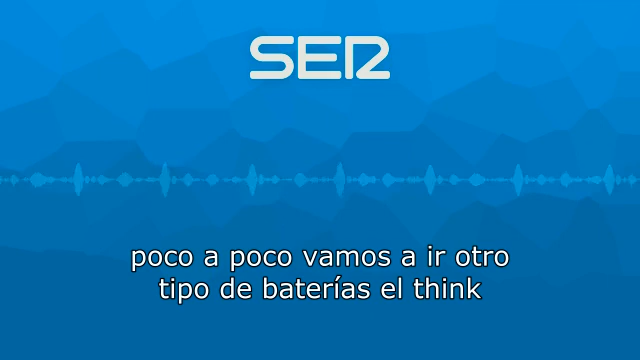 SER
poco a poco vamos a ir otro
tipo de baterías el think